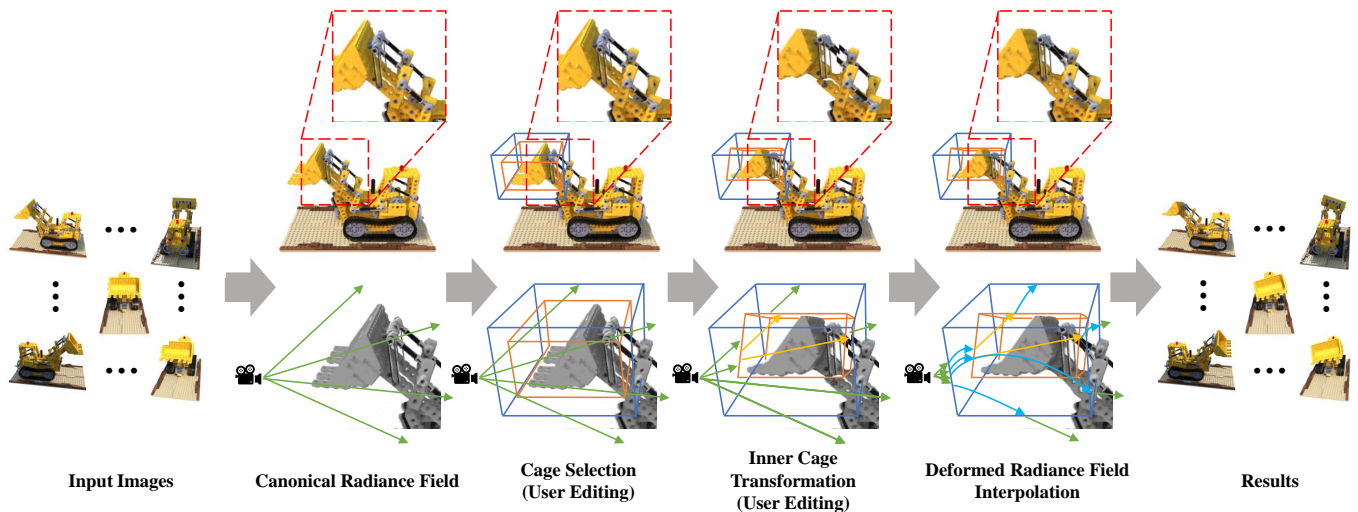 Input Images
Canonical Radiance Field
Cage Selection
(User Editing)
Inner Cage
Transformation
(User Editing)
Deformed Radiance Field
Interpolation
Results